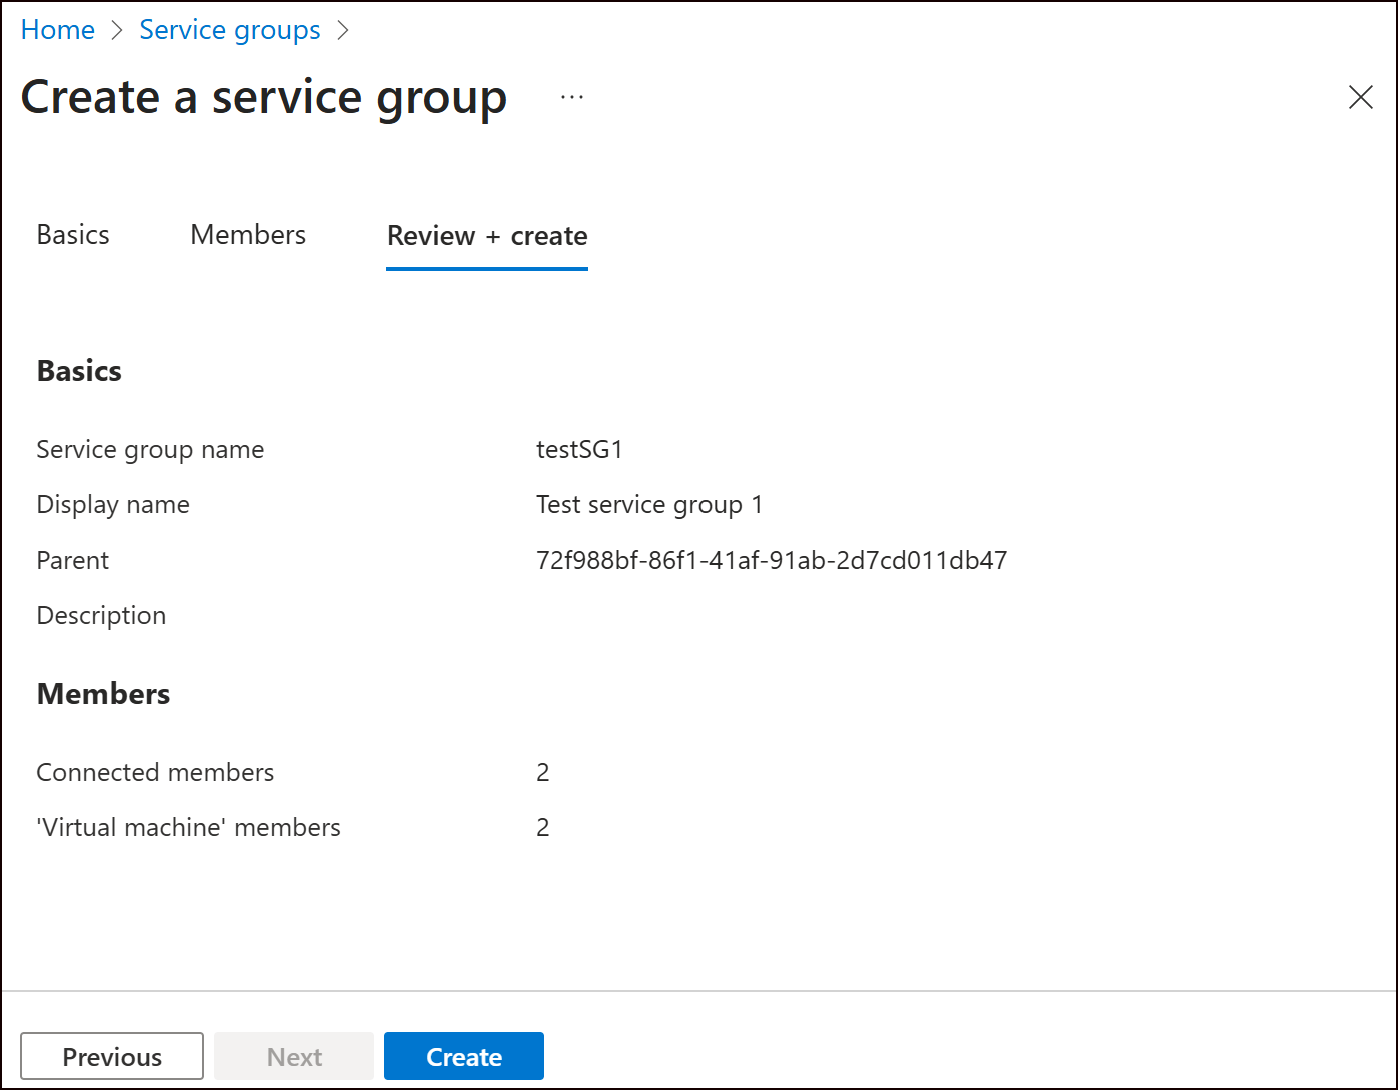 Home > Service groups >
Create a service group ...
Basics Members Review + create
Basics
Service group name testSG1
Display name Test service group 1
Parent 72f988bf-86f1-41af-91ab-2d7cd011db47
Description
Members
Connected members 2
'Virtual machine' members 2
Previous Next Create